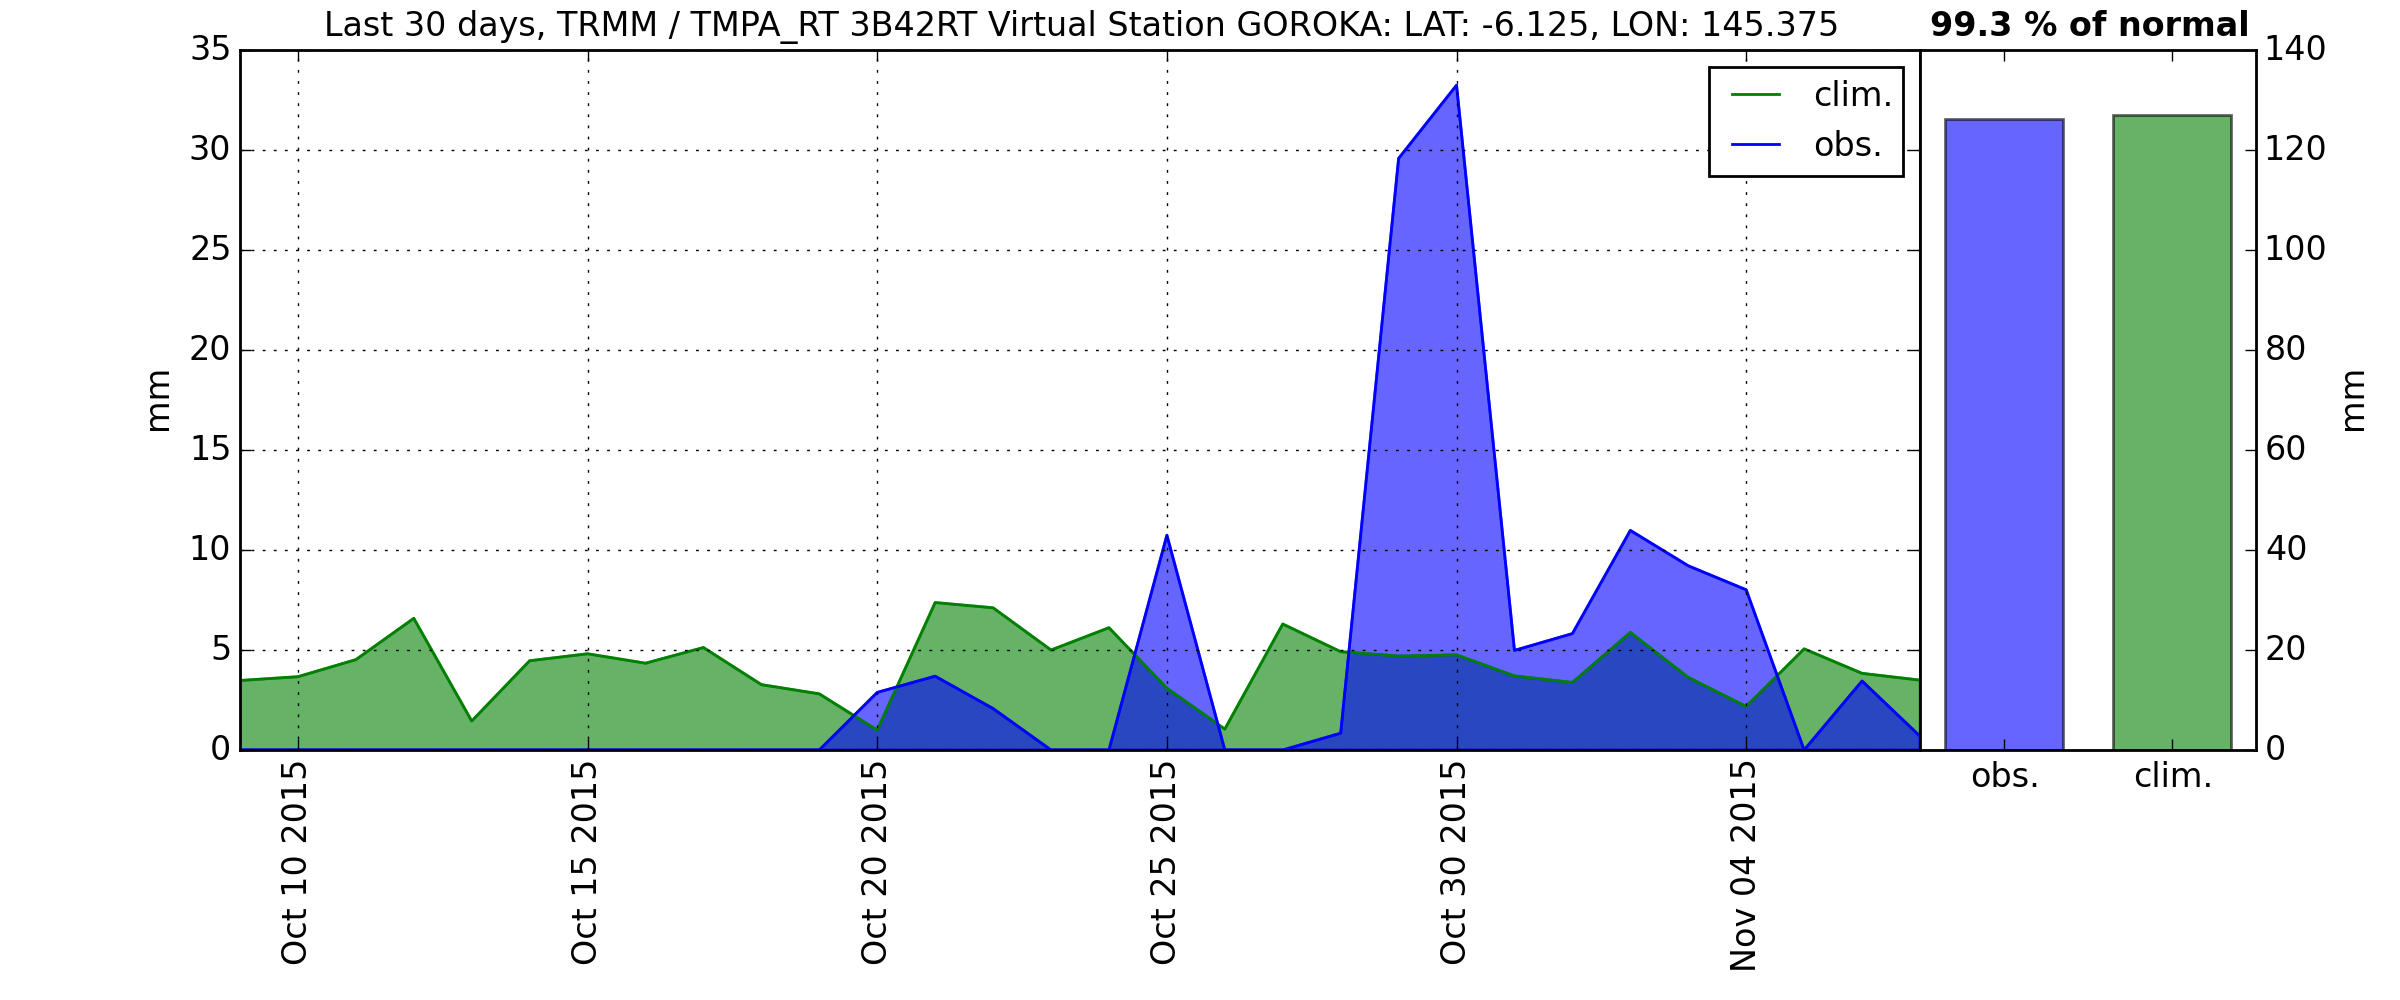 Last 30 days, TRMM / TMPA_RT 3B42RT Virtual Station GOROKA: LAT: -6.125, LON: 145.375
99.3 % of normal
35
30
25
20
15
10
5
0
mm
clim.
obs.
140
120
100
80
60
40
20
0
mm
Oct 10 2015
Oct 15 2015
Oct 20 2015
Oct 25 2015
Oct 30 2015
Nov 04 2015
obs.
clim.